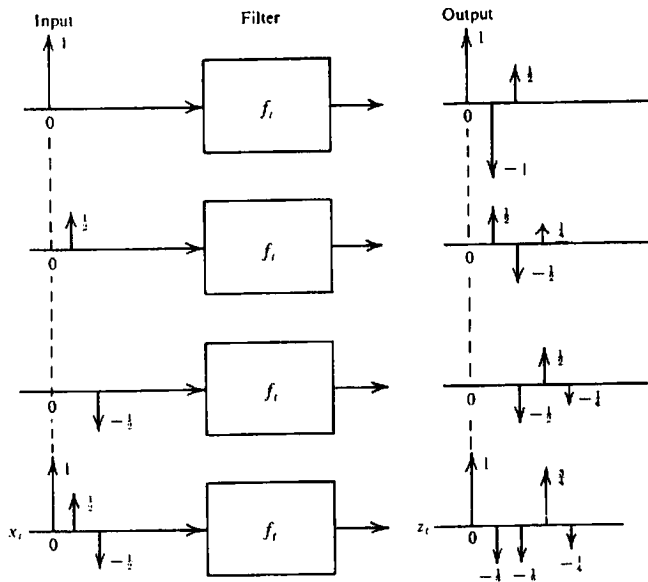 Input Filter Output
1 f_t 1 ½
0 0
−1
½ f_t ½ ¼
0 0 −½
f_t ½
0 −½ 0 −½ −¼
1 ½ f_t 1 ¾
x_t z_t
0 −½ 0 −½ −½ −¼